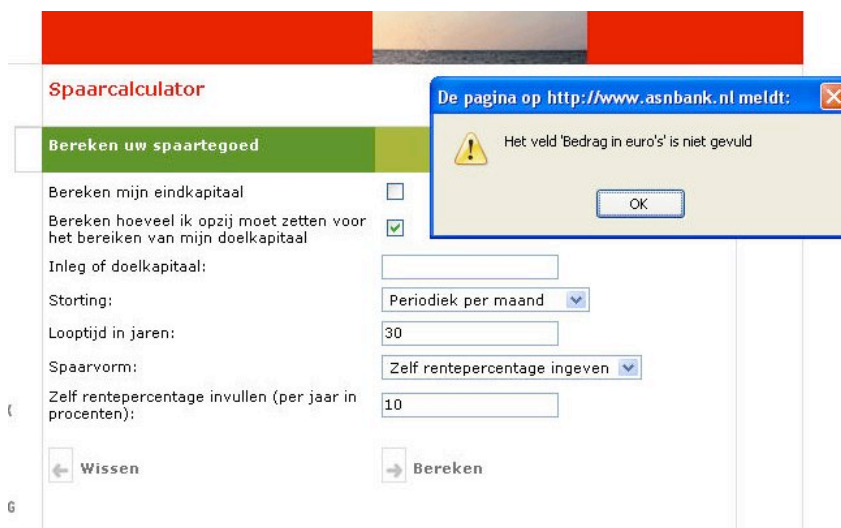 Spaarcalculator
De pagina op http://www.asnbank.nl meldt:
Het veld 'Bedrag in euro's' is niet gevuld
OK
Bereken uw spaartegoed
Bereken mijn eindkapitaal
Bereken hoeveel ik opzij moet zetten voor
het bereiken van mijn doelkapitaal
Inleg of doelkapitaal:
Storting: Periodiek per maand
Looptijd in jaren: 30
Spaarvorm: Zelf rentepercentage ingeven
Zelf rentepercentage invullen (per jaar in
procenten): 10
Wissen Bereken
G